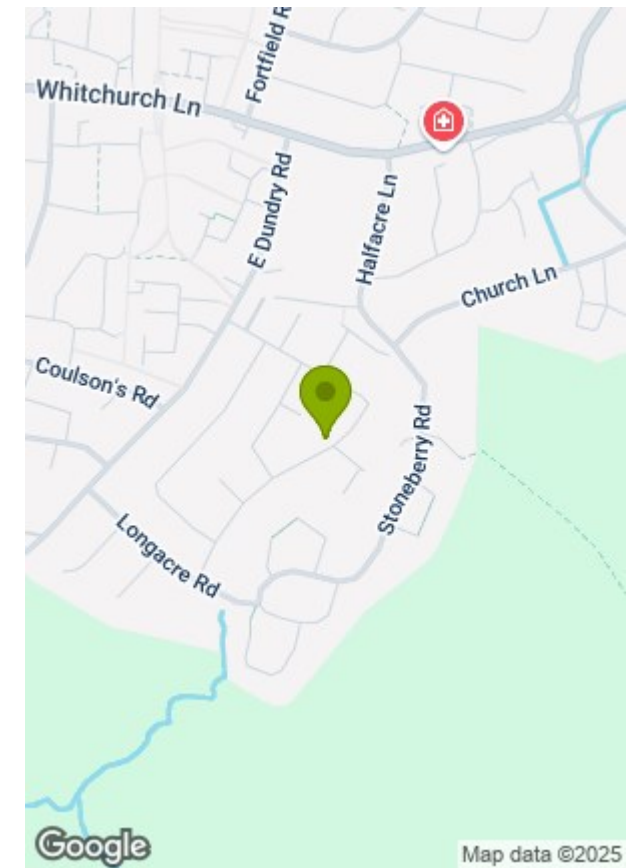 Fortfield R
Whitchurch Ln
E Dundry Rd
Halfacre Ln
Church Ln
Coulson's Rd
Stoneberry Rd
Longacre Rd
Google
Map data ©2025